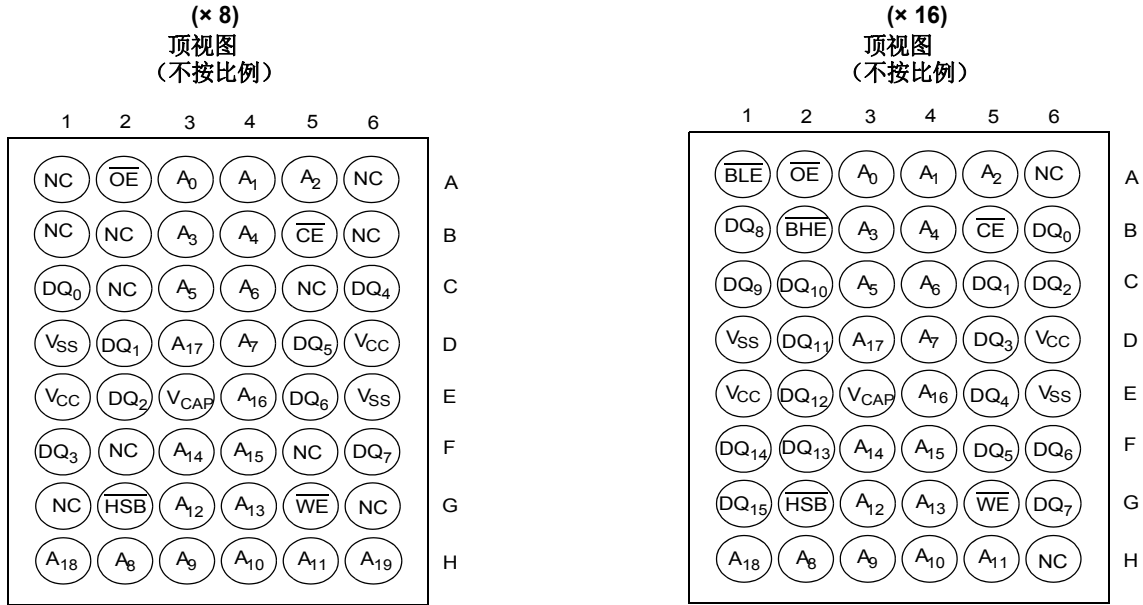 (× 8)
顶视图
（不按比例）
1 2 3 4 5 6
NC OE A0 A1 A2 NC A
NC NC A3 A4 CE NC B
DQ0 NC A5 A6 NC DQ4 C
VSS DQ1 A17 A7 DQ5 VCC D
VCC DQ2 VCAP A16 DQ6 VSS E
DQ3 NC A14 A15 NC DQ7 F
NC HSB A12 A13 WE NC G
A18 A8 A9 A10 A11 A19 H
(× 16)
顶视图
（不按比例）
1 2 3 4 5 6
BLE OE A0 A1 A2 NC A
DQ8 BHE A3 A4 CE DQ0 B
DQ9 DQ10 A5 A6 DQ1 DQ2 C
VSS DQ11 A17 A7 DQ3 VCC D
VCC DQ12 VCAP A16 DQ4 VSS E
DQ14 DQ13 A14 A15 DQ5 DQ6 F
DQ15 HSB A12 A13 WE DQ7 G
A18 A8 A9 A10 A11 NC H